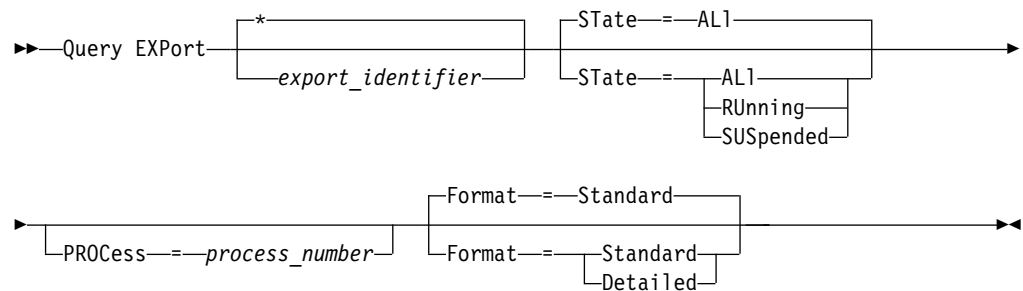 * STate = ALl
Query EXPort
export_identifier STate = ALl
RUnning
SUSpended
Format = Standard
PROCess = process_number Format = Standard
Detailed